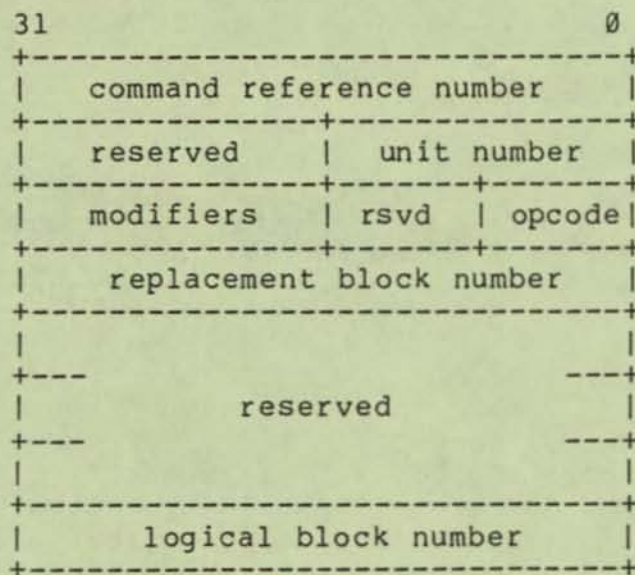 31 0
command reference number
reserved | unit number
modifiers | rsvd | opcode|
replacement block number
reserved
logical block number